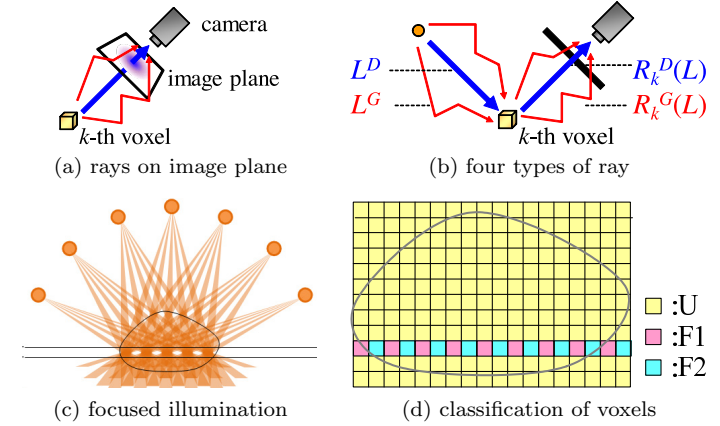 camera
image plane
k-th voxel
(a) rays on image plane
L^D
L^G
R_k^D(L)
R_k^G(L)
k-th voxel
(b) four types of ray
(c) focused illumination
:U
:F1
:F2
(d) classification of voxels